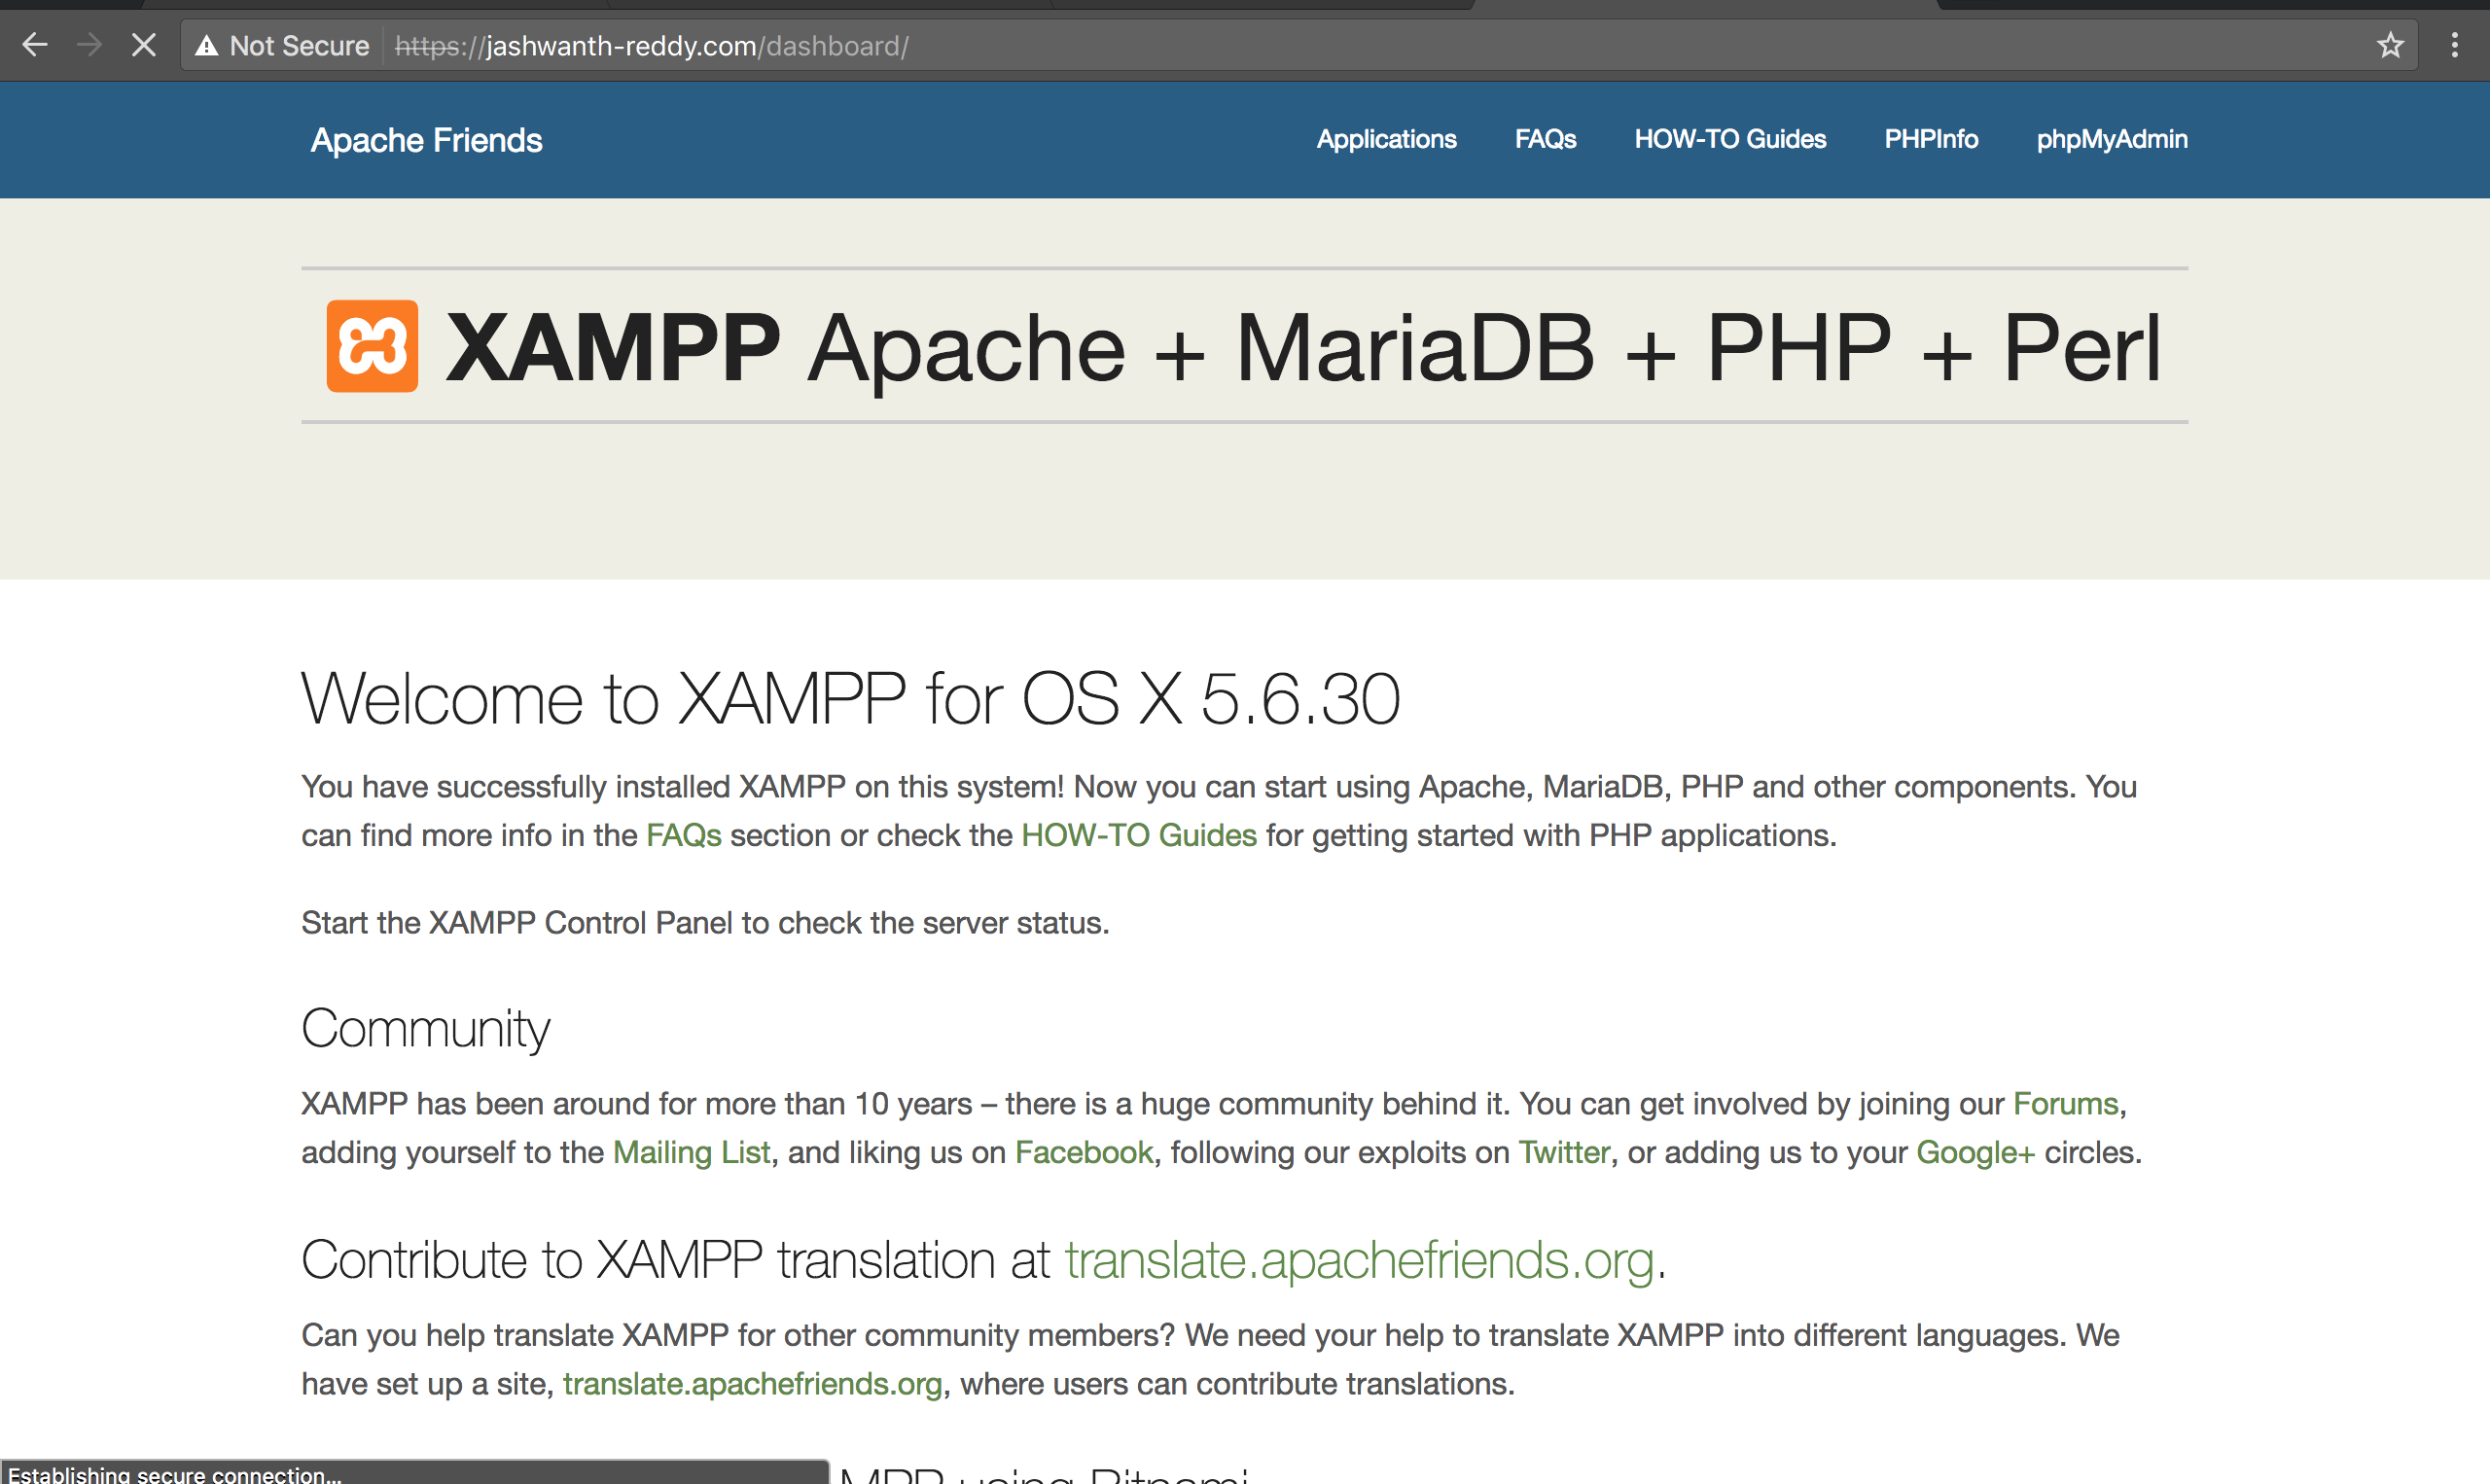 Not Secure https://jashwanth-reddy.com/dashboard/
Apache Friends Applications FAQs HOW-TO Guides PHPInfo phpMyAdmin
XAMPP Apache + MariaDB + PHP + Perl
Welcome to XAMPP for OS X 5.6.30
You have successfully installed XAMPP on this system! Now you can start using Apache, MariaDB, PHP and other components. You
can find more info in the FAQs section or check the HOW-TO Guides for getting started with PHP applications.
Start the XAMPP Control Panel to check the server status.
Community
XAMPP has been around for more than 10 years – there is a huge community behind it. You can get involved by joining our Forums,
adding yourself to the Mailing List, and liking us on Facebook, following our exploits on Twitter, or adding us to your Google+ circles.
Contribute to XAMPP translation at translate.apachefriends.org.
Can you help translate XAMPP for other community members? We need your help to translate XAMPP into different languages. We
have set up a site, translate.apachefriends.org, where users can contribute translations.
MPP using Bitnami
Establishing secure connection...